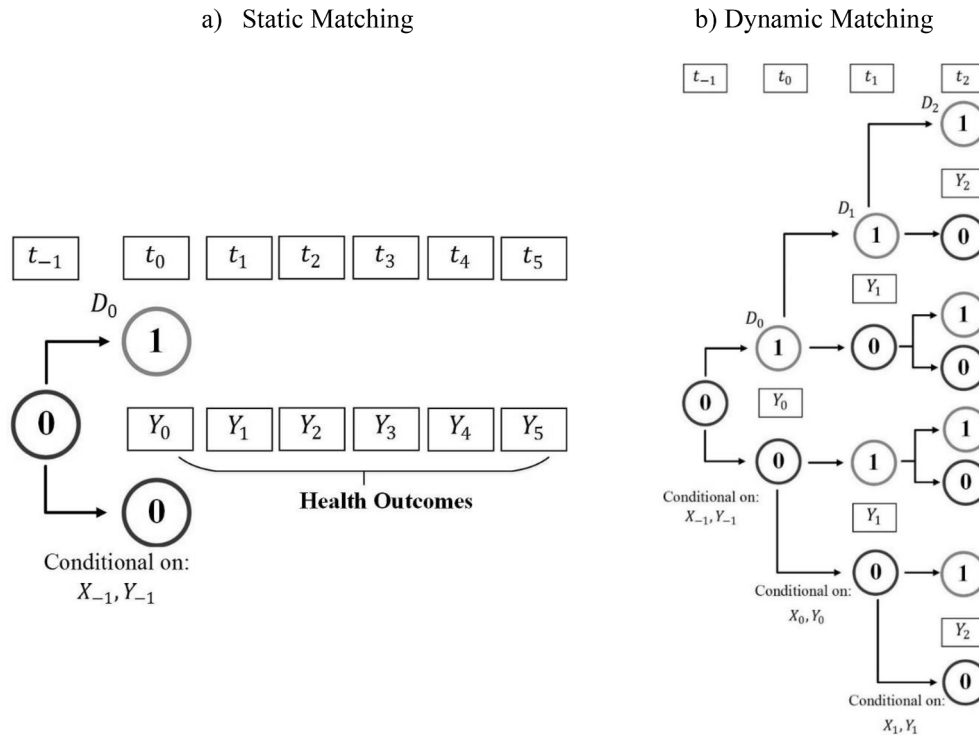 a) Static Matching
t₋₁ t₀ t₁ t₂ t₃ t₄ t₅
D₀
1
0
Y₀ Y₁ Y₂ Y₃ Y₄ Y₅
Health Outcomes
0
Conditional on:
X₋₁, Y₋₁
b) Dynamic Matching
t₋₁ t₀ t₁ t₂
D₂
1
Y₂
D₁
1 0
Y₁
1
D₀
1 0
0
0
Y₀
1
0 1
0
Conditional on:
X₋₁, Y₋₁
Y₁
0 1
Conditional on:
X₀, Y₀
Y₂
0
Conditional on:
X₁, Y₁